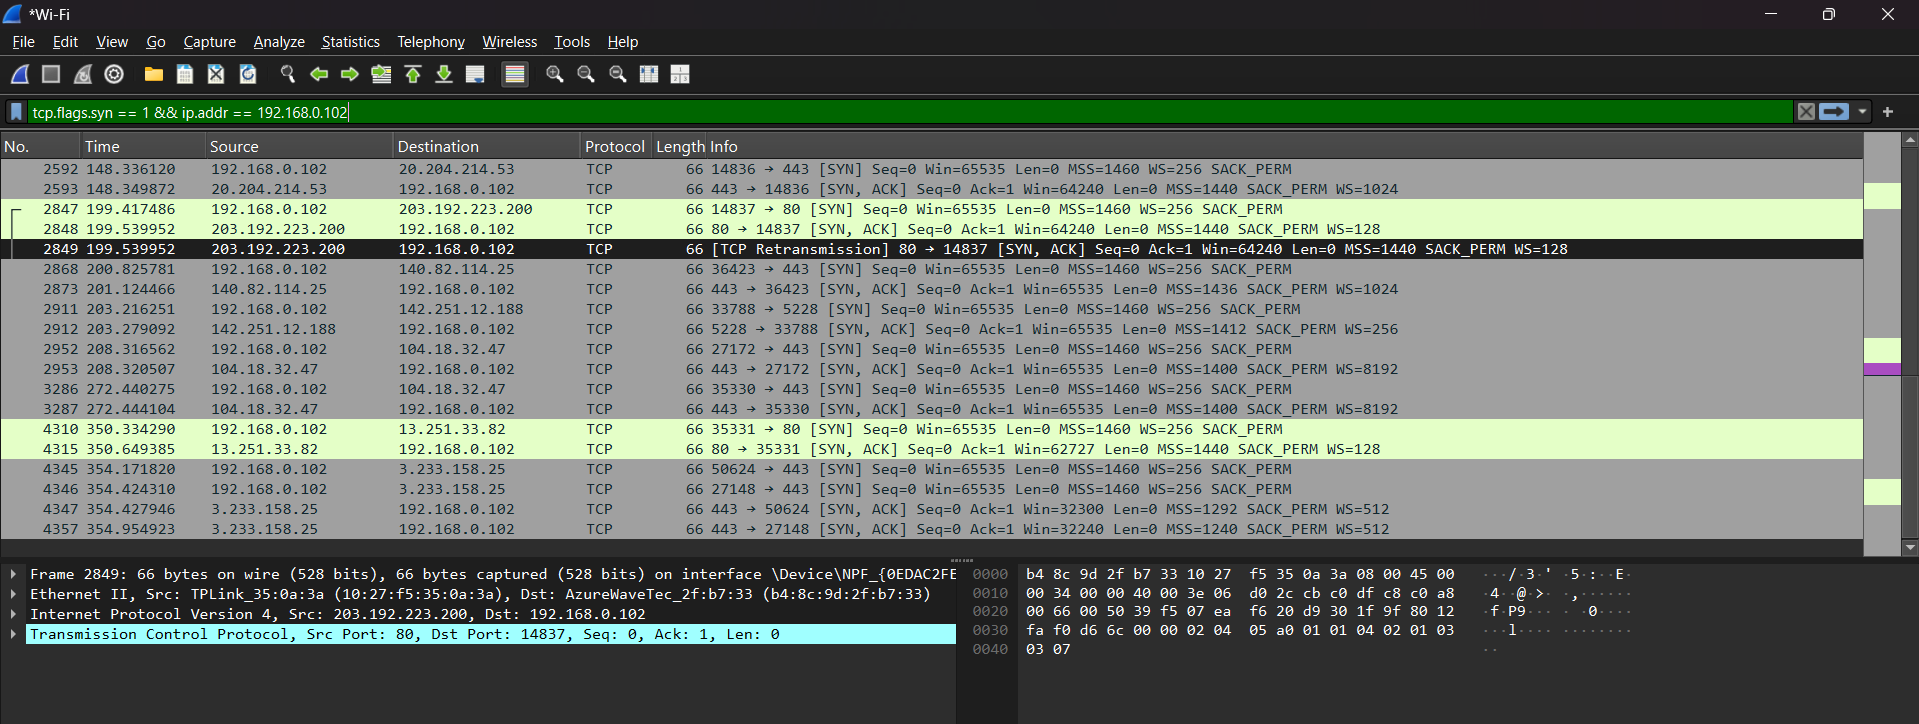 *Wi-Fi
File Edit View Go Capture Analyze Statistics Telephony Wireless Tools Help
tcp.flags.syn == 1 && ip.addr == 192.168.0.102
No. Time Source Destination Protocol Length Info
2592 148.336120 192.168.0.102 20.204.214.53 TCP 66 14836 → 443 [SYN] Seq=0 Win=65535 Len=0 MSS=1460 WS=256 SACK_PERM
2593 148.349872 20.204.214.53 192.168.0.102 TCP 66 443 → 14836 [SYN, ACK] Seq=0 Ack=1 Win=64240 Len=0 MSS=1440 SACK_PERM WS=1024
2847 199.417486 192.168.0.102 203.192.223.200 TCP 66 14837 → 80 [SYN] Seq=0 Win=65535 Len=0 MSS=1460 WS=256 SACK_PERM
2848 199.539952 203.192.223.200 192.168.0.102 TCP 66 80 → 14837 [SYN, ACK] Seq=0 Ack=1 Win=64240 Len=0 MSS=1440 SACK_PERM WS=128
2849 199.539952 203.192.223.200 192.168.0.102 TCP 66 [TCP Retransmission] 80 → 14837 [SYN, ACK] Seq=0 Ack=1 Win=64240 Len=0 MSS=1440 SACK_PERM WS=128
2868 200.825781 192.168.0.102 140.82.114.25 TCP 66 36423 → 443 [SYN] Seq=0 Win=65535 Len=0 MSS=1460 WS=256 SACK_PERM
2873 201.124466 140.82.114.25 192.168.0.102 TCP 66 443 → 36423 [SYN, ACK] Seq=0 Ack=1 Win=65535 Len=0 MSS=1436 SACK_PERM WS=1024
2911 203.216251 192.168.0.102 142.251.12.188 TCP 66 33788 → 5228 [SYN] Seq=0 Win=65535 Len=0 MSS=1460 WS=256 SACK_PERM
2912 203.279092 142.251.12.188 192.168.0.102 TCP 66 5228 → 33788 [SYN, ACK] Seq=0 Ack=1 Win=65535 Len=0 MSS=1412 SACK_PERM WS=256
2952 208.316562 192.168.0.102 104.18.32.47 TCP 66 27172 → 443 [SYN] Seq=0 Win=65535 Len=0 MSS=1460 WS=256 SACK_PERM
2953 208.320507 104.18.32.47 192.168.0.102 TCP 66 443 → 27172 [SYN, ACK] Seq=0 Ack=1 Win=65535 Len=0 MSS=1400 SACK_PERM WS=8192
3286 272.440275 192.168.0.102 104.18.32.47 TCP 66 35330 → 443 [SYN] Seq=0 Win=65535 Len=0 MSS=1460 WS=256 SACK_PERM
3287 272.444104 104.18.32.47 192.168.0.102 TCP 66 443 → 35330 [SYN, ACK] Seq=0 Ack=1 Win=65535 Len=0 MSS=1400 SACK_PERM WS=8192
4310 350.334290 192.168.0.102 13.251.33.82 TCP 66 35331 → 80 [SYN] Seq=0 Win=65535 Len=0 MSS=1460 WS=256 SACK_PERM
4315 350.649385 13.251.33.82 192.168.0.102 TCP 66 80 → 35331 [SYN, ACK] Seq=0 Ack=1 Win=62727 Len=0 MSS=1440 SACK_PERM WS=128
4345 354.171820 192.168.0.102 3.233.158.25 TCP 66 50624 → 443 [SYN] Seq=0 Win=65535 Len=0 MSS=1460 WS=256 SACK_PERM
4346 354.424310 192.168.0.102 3.233.158.25 TCP 66 27148 → 443 [SYN] Seq=0 Win=65535 Len=0 MSS=1460 WS=256 SACK_PERM
4347 354.427946 3.233.158.25 192.168.0.102 TCP 66 443 → 50624 [SYN, ACK] Seq=0 Ack=1 Win=32300 Len=0 MSS=1292 SACK_PERM WS=512
4357 354.954923 3.233.158.25 192.168.0.102 TCP 66 443 → 27148 [SYN, ACK] Seq=0 Ack=1 Win=32240 Len=0 MSS=1240 SACK_PERM WS=512
Frame 2849: 66 bytes on wire (528 bits), 66 bytes captured (528 bits) on interface \Device\NPF_{0EDAC2FE
Ethernet II, Src: TPLink_35:0a:3a (10:27:f5:35:0a:3a), Dst: AzureWaveTec_2f:b7:33 (b4:8c:9d:2f:b7:33)
Internet Protocol Version 4, Src: 203.192.223.200, Dst: 192.168.0.102
Transmission Control Protocol, Src Port: 80, Dst Port: 14837, Seq: 0, Ack: 1, Len: 0
0000 b4 8c 9d 2f b7 33 10 27 f5 35 0a 3a 08 00 45 00 ···/·3·' ·5·:··E·
0010 00 34 00 00 40 00 3e 06 d0 2c cb c0 df c8 c0 a8 ·4··@·>· ·,······
0020 00 66 00 50 39 f5 07 ea f6 20 d9 30 1f 9f 80 12 ·f·P9··· · ·0····
0030 fa f0 d6 6c 00 00 02 04 05 a0 01 01 04 02 01 03 ···l···· ········
0040 03 07 ··